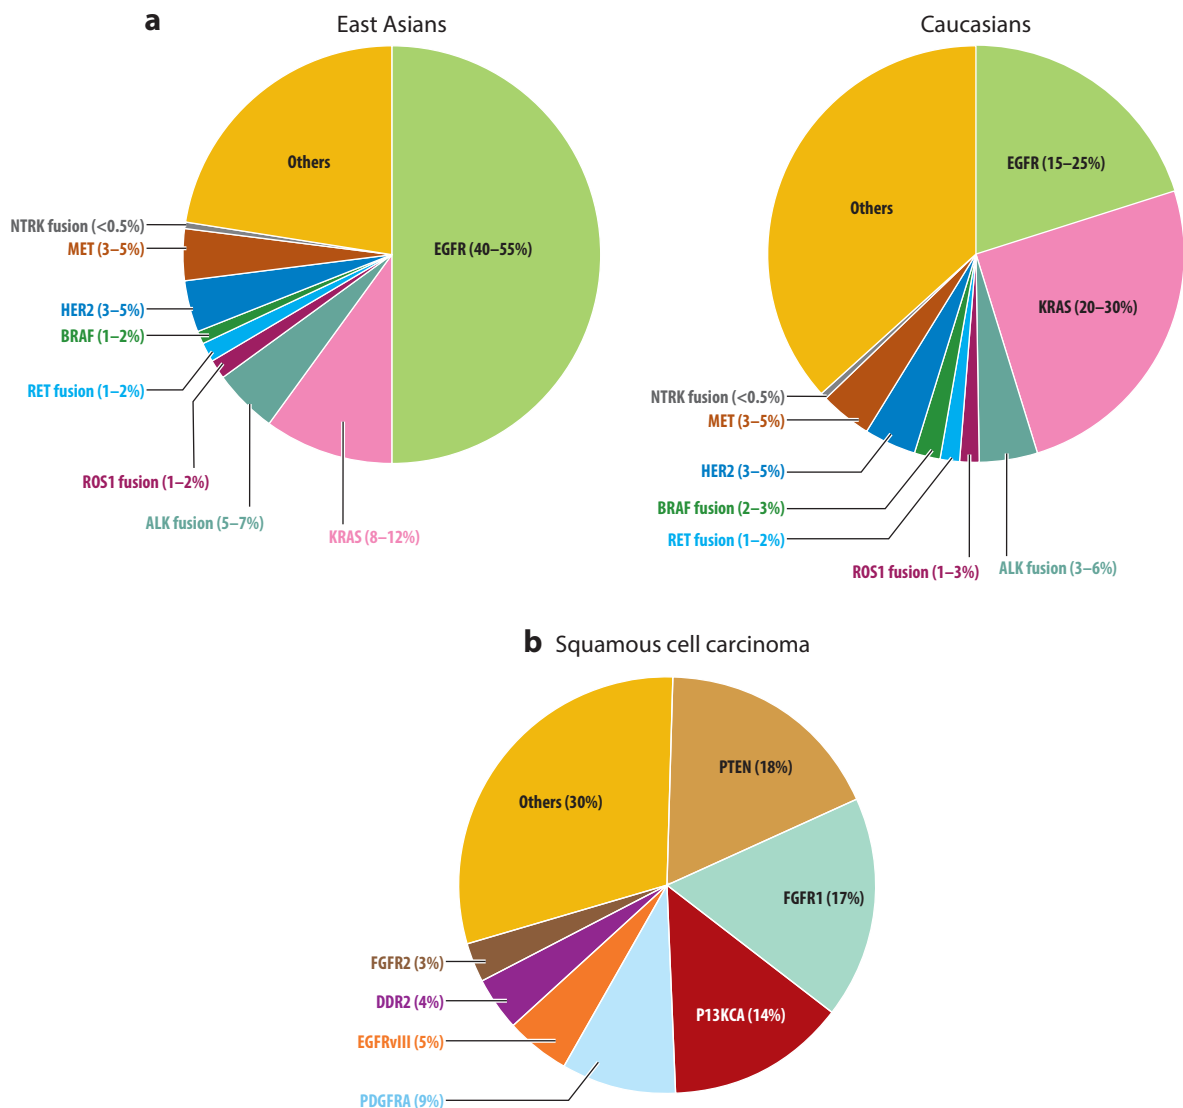 a
East Asians
Others
EGFR (40–55%)
NTRK fusion (<0.5%)
MET (3–5%)
HER2 (3–5%)
BRAF (1–2%)
RET fusion (1–2%)
ROS1 fusion (1–2%)
ALK fusion (5–7%)
KRAS (8–12%)
Caucasians
EGFR (15–25%)
Others
KRAS (20–30%)
NTRK fusion (<0.5%)
MET (3–5%)
HER2 (3–5%)
BRAF fusion (2–3%)
RET fusion (1–2%)
ROS1 fusion (1–3%)
ALK fusion (3–6%)
b Squamous cell carcinoma
PTEN (18%)
Others (30%)
FGFR1 (17%)
FGFR2 (3%)
DDR2 (4%)
P13KCA (14%)
EGFRvIII (5%)
PDGFRA (9%)